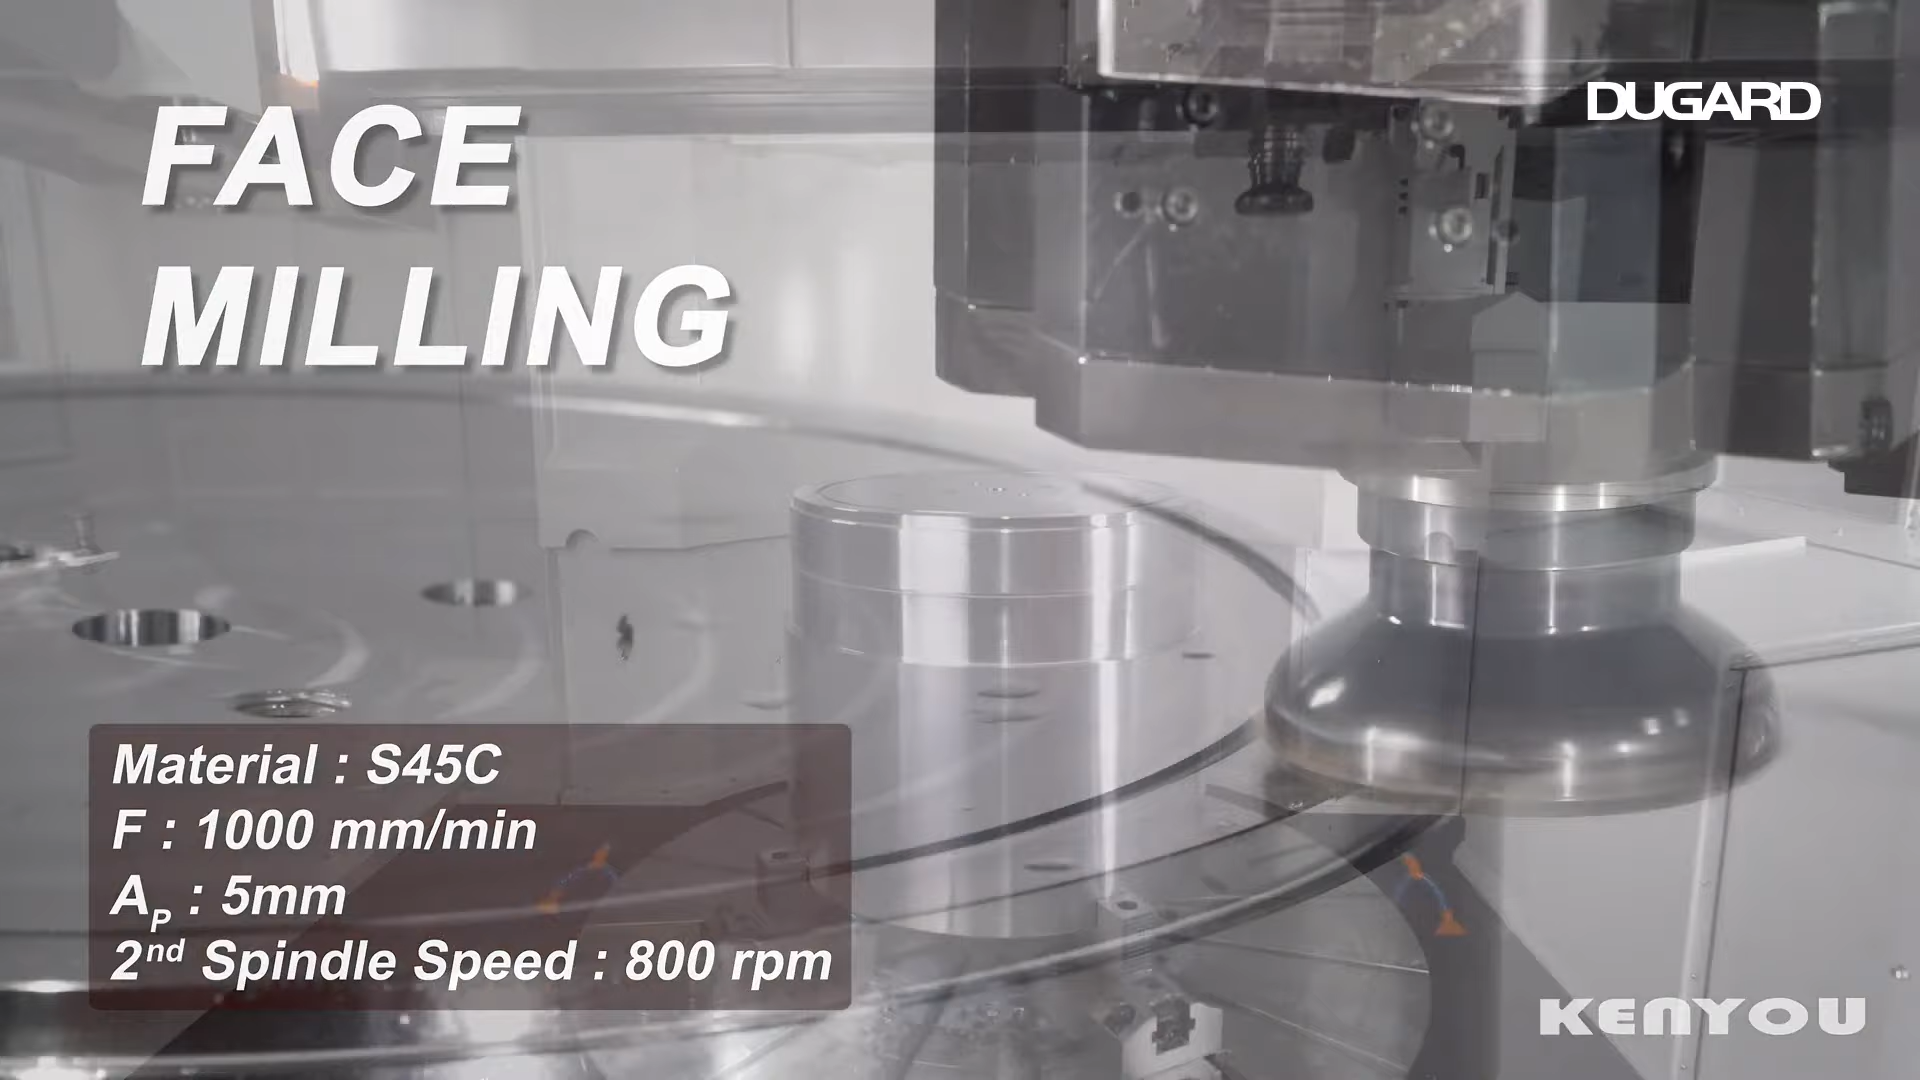 FACE
MILLING
DUGARD
Material : S45C
F : 1000 mm/min
Aₚ : 5mm
2ⁿᵈ Spindle Speed : 800 rpm
KENYOU